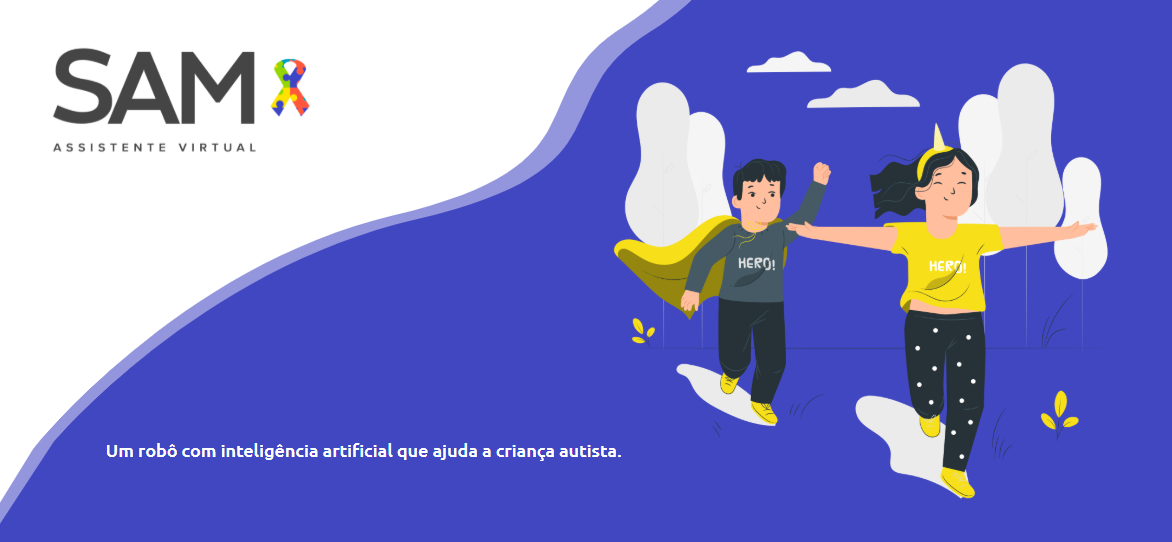 SAM
ASSISTENTE VIRTUAL
HERO!
HERO!
Um robô com inteligência artificial que ajuda a criança autista.